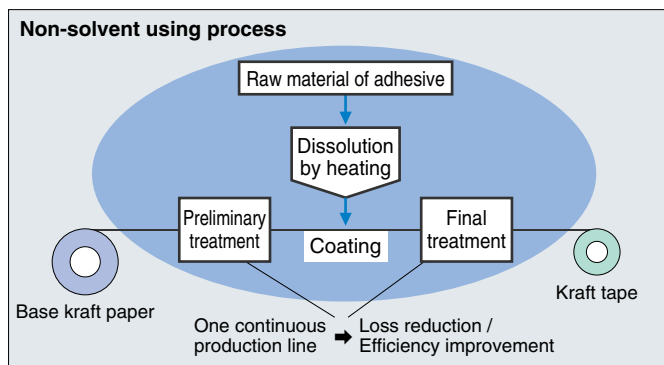 Non-solvent using process
Raw material of adhesive
Dissolution
by heating
Preliminary
treatment
Coating
Final
treatment
Base kraft paper
Kraft tape
One continuous
production line
Loss reduction /
Efficiency improvement